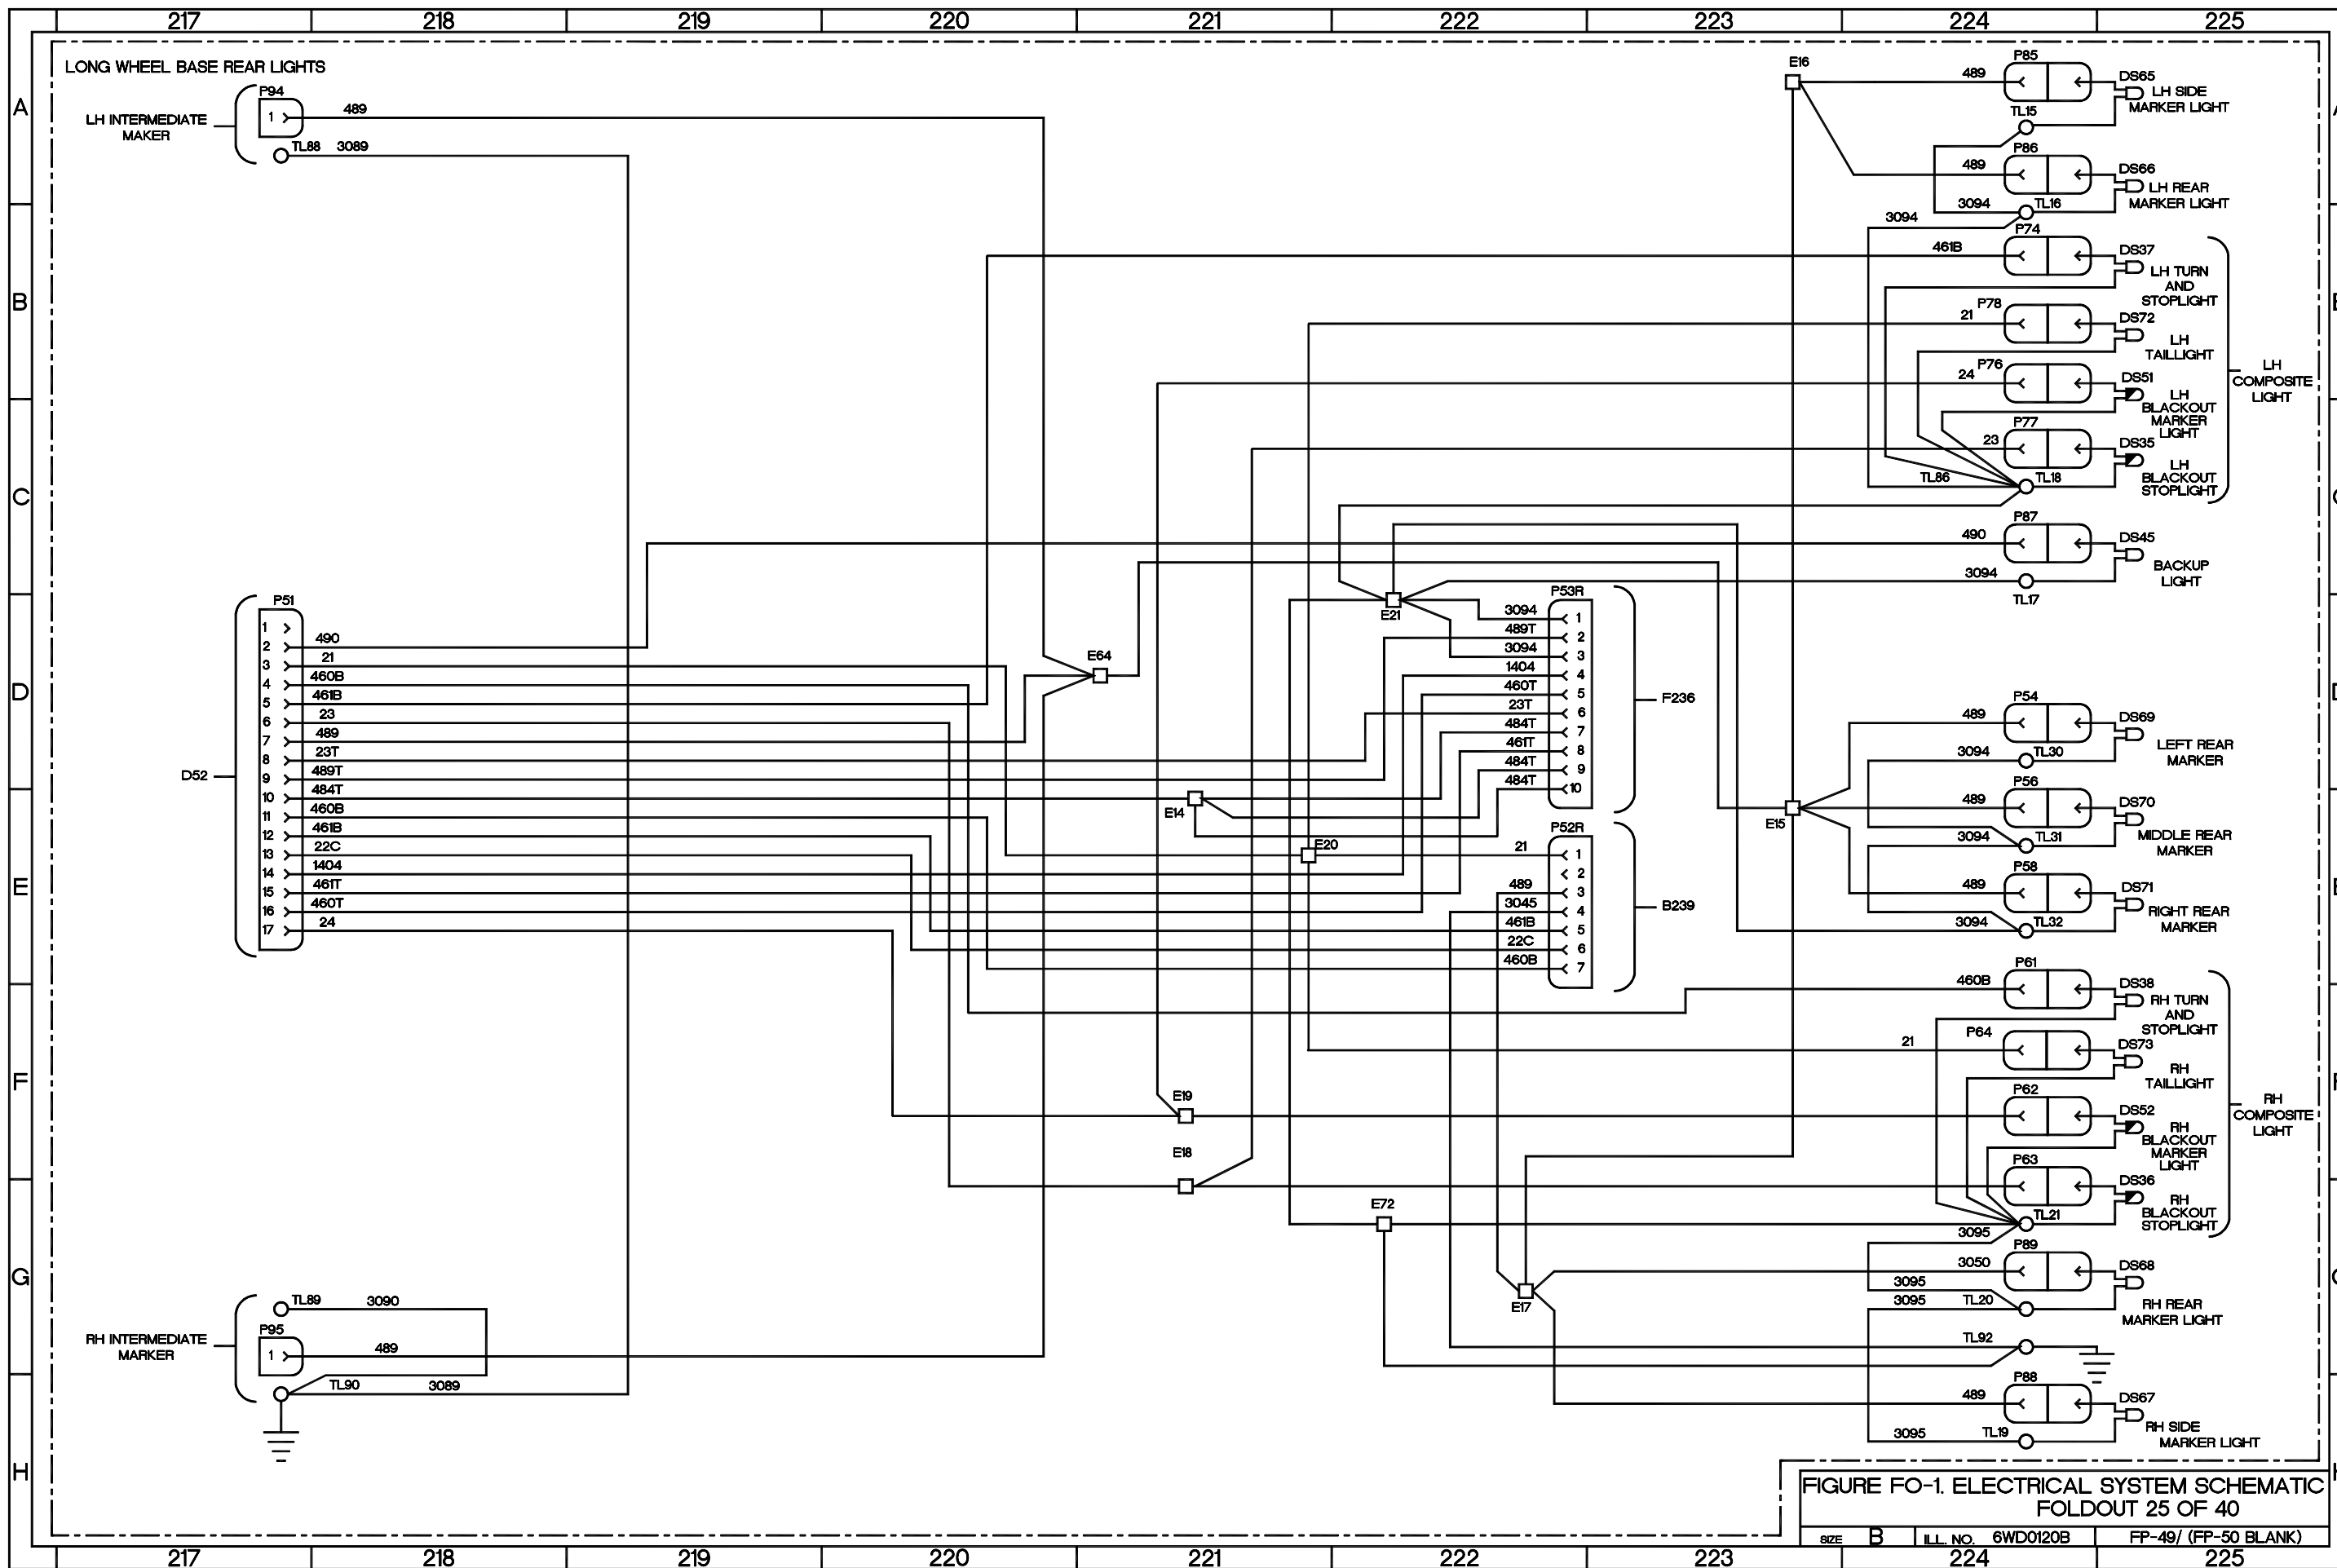 217 218 219 220 221 222 223 224 225
A
B
C
D
E
F
G
H
LONG WHEEL BASE REAR LIGHTS
LH INTERMEDIATE
MAKER
P94
1
489
TL88 3089
D52
P51
1
2 490
3 21
4 460B
5 461B
6 23
7 489
8 23T
9 489T
10 484T
11 460B
12 461B
13 22C
14 1404
15 461T
16 460T
17 24
RH INTERMEDIATE
MARKER
TL89 3090
P95
1
489
TL90 3089
E64
E14
E19
E18
E20
E21
E72
E17
E15
E16
P53R
3094 1
489T 2
3094 3
1404 4
460T 5
23T 6
484T 7
461T 8
484T 9
484T 10
F236
P52R
21 1
2
489 3
3045 4
461B 5
22C 6
460B 7
B239
489
P85
DS65
LH SIDE
MARKER LIGHT
TL15
489
P86
DS66
LH REAR
MARKER LIGHT
3094 TL16
3094
461B
P74
DS37
LH TURN
AND
STOPLIGHT
21
P78
DS72
LH
TAILLIGHT
24
P76
DS51
LH
BLACKOUT
MARKER
LIGHT
23
P77
DS35
LH
BLACKOUT
STOPLIGHT
TL86
TL18
LH
COMPOSITE
LIGHT
490
P87
DS45
BACKUP
LIGHT
3094
TL17
489
P54
DS69
LEFT REAR
MARKER
3094 TL30
489
P56
DS70
MIDDLE REAR
MARKER
3094 TL31
489
P58
DS71
RIGHT REAR
MARKER
3094 TL32
460B
P61
DS38
RH TURN
AND
STOPLIGHT
21
P64
DS73
RH
TAILLIGHT
P62
DS52
RH
BLACKOUT
MARKER
LIGHT
P63
DS36
RH
BLACKOUT
STOPLIGHT
TL21
3095
RH
COMPOSITE
LIGHT
3050
P89
DS68
RH REAR
MARKER LIGHT
3095
3095 TL20
TL92
489
P88
DS67
RH SIDE
MARKER LIGHT
3095 TL19
FIGURE FO-1. ELECTRICAL SYSTEM SCHEMATIC
FOLDOUT 25 OF 40
SIZE B ILL. NO. 6WD0120B FP-49/ (FP-50 BLANK)
217 218 219 220 221 222 223 224 225